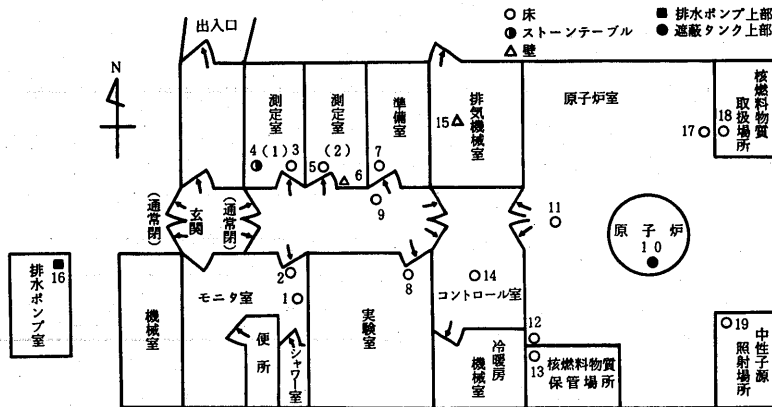 出入口
○ 床
◐ ストーンテーブル
△ 壁
■ 排水ポンプ上部
● 遮蔽タンク上部
N
測定室
(1)
4
3
測定室
(2)
5
6
準備室
7
排気機械室
15
原子炉室
核燃料物質
取扱場所
17
18
(通常閉)
玄関
(通常閉)
9
11
原子炉
10
排水ポンプ室
16
機械室
モニタ室
2
1
便所
シャワー室
実験室
8
14
コントロール室
冷暖房
機械室
12
13
核燃料物質
保管場所
19
中性子源
照射場所